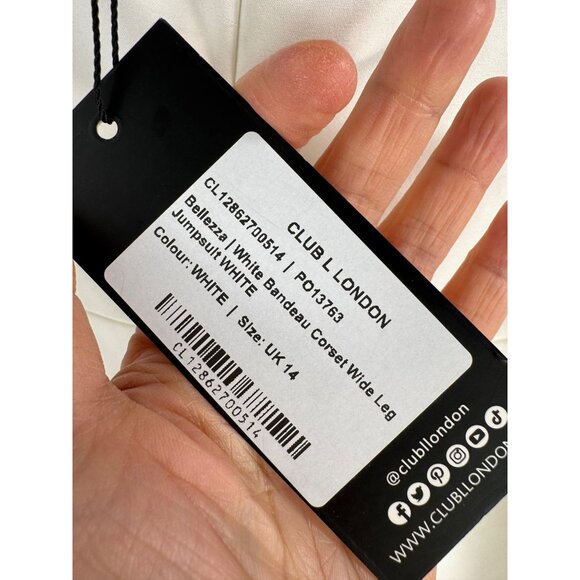 CLUB L LONDON
CL12862700514 | PO13763
Bellezza | White Bandeau Corset Wide Leg
Jumpsuit WHITE
Colour: WHITE | Size: UK 14
CL12862700514
@clubllondon
WWW.CLUBLLONDON